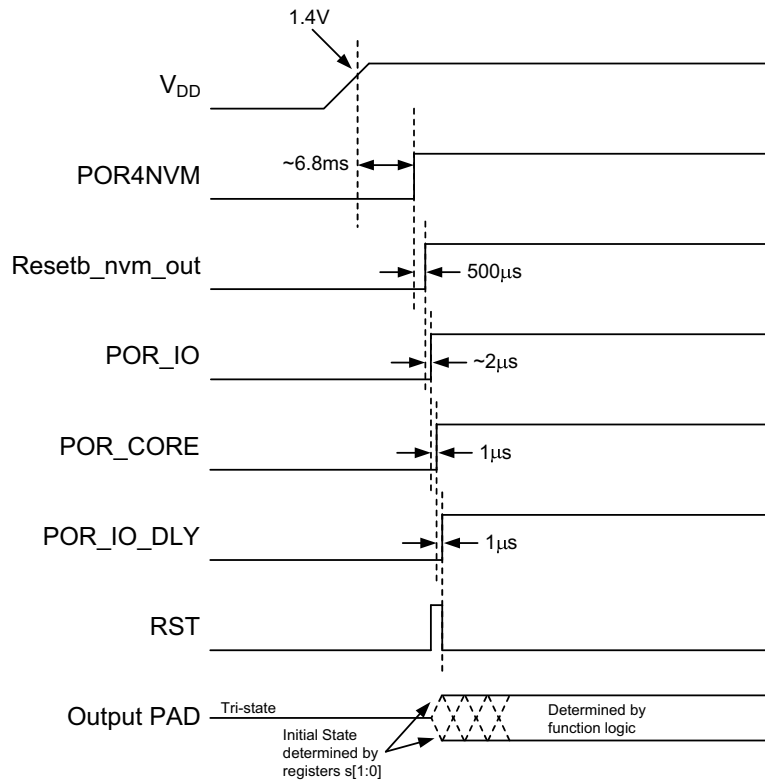 1.4V
VDD
~6.8ms
POR4NVM
Resetb_nvm_out
500μs
POR_IO
~2μs
POR_CORE
1μs
POR_IO_DLY
1μs
RST
Output PAD
Tri-state
Initial State
determined by
registers s[1:0]
Determined by
function logic